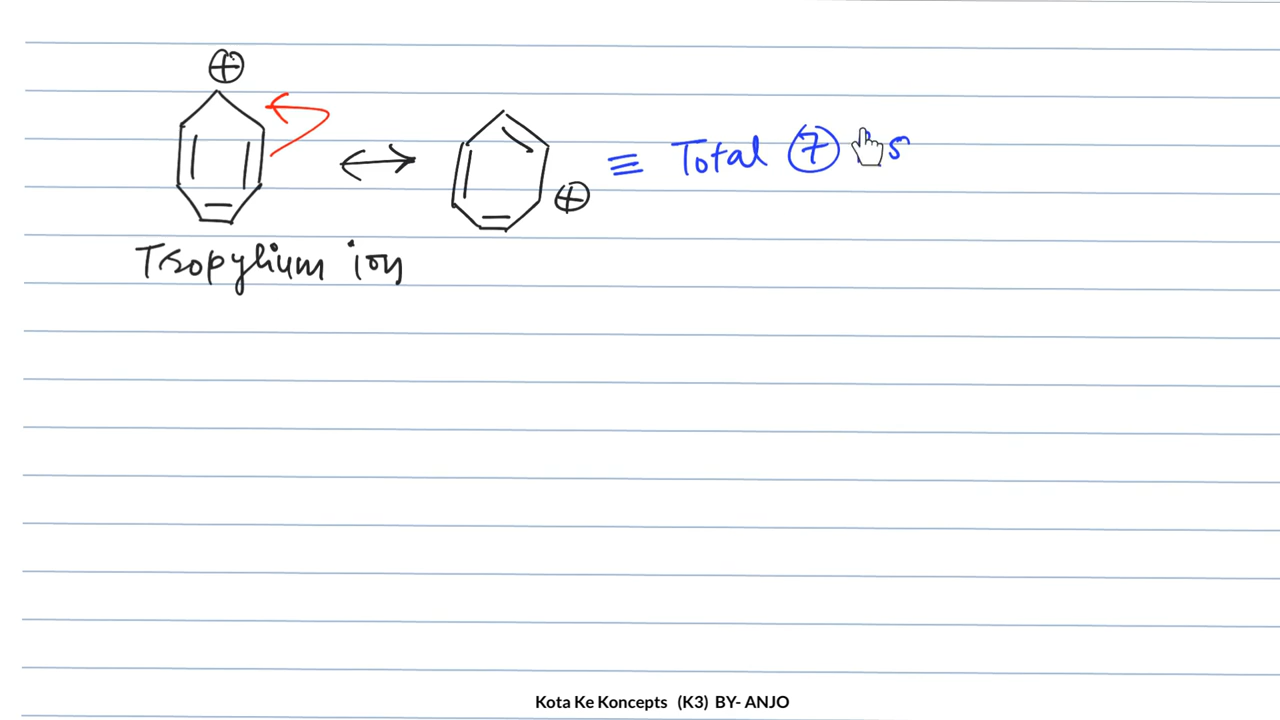 ⊕
⊕
≡ Total 7 s
Tropylium ion
Kota Ke Koncepts (K3) BY- ANJO